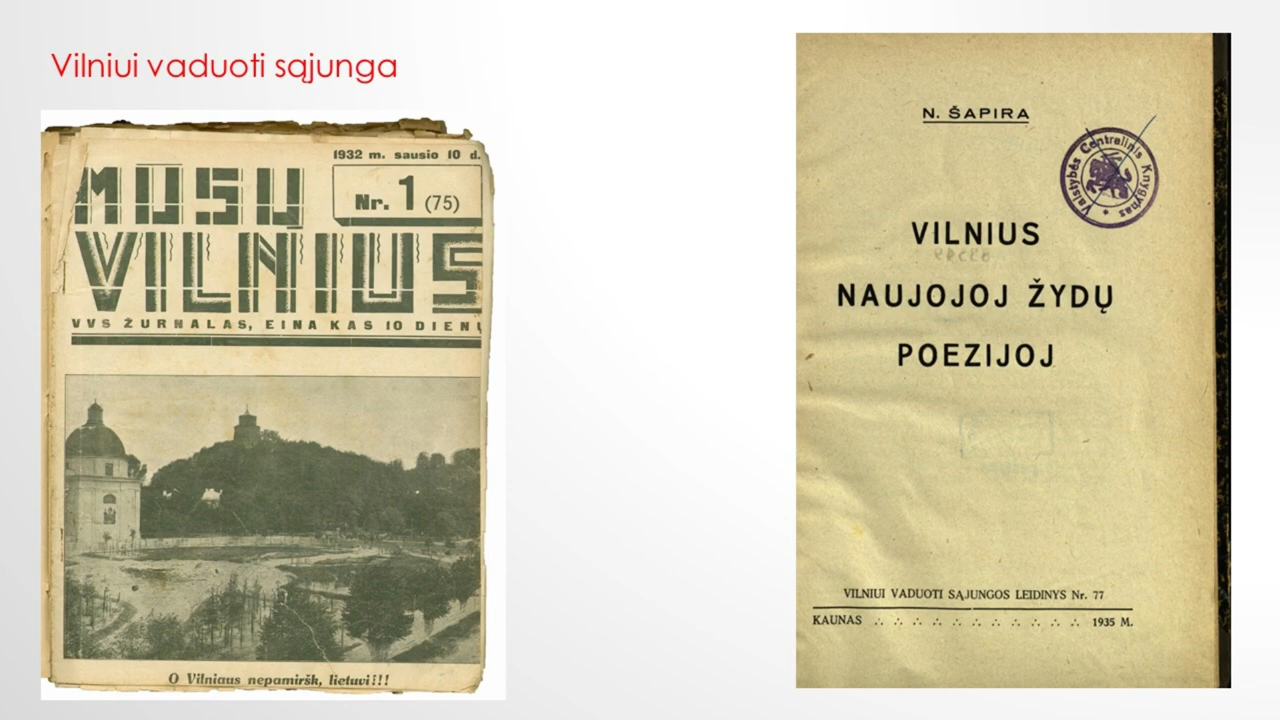 Vilniui vaduoti sąjunga
1932 m. sausio 10 d.
MŪSŲ
Nr. 1 (75)
VILNIUS
VVS ŽURNALAS, EINA KAS 10 DIENŲ
O Vilniaus nepamiršk, lietuvi!!!
N. ŠAPIRA
Valstybės Centralinis Knygynas
VILNIUS
NAUJOJOJ ŽYDŲ
POEZIJOJ
VILNIUI VADUOTI SĄJUNGOS LEIDINYS Nr. 77
KAUNAS 1935 M.